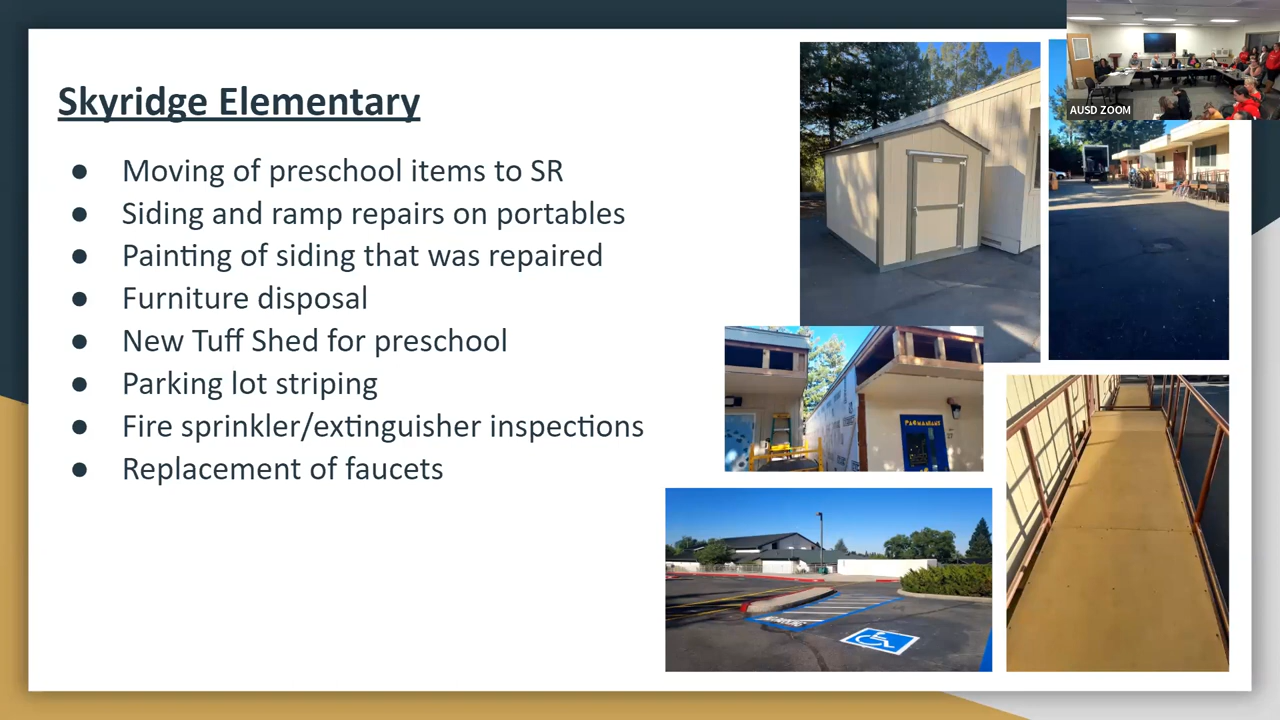 Skyridge Elementary
● Moving of preschool items to SR
● Siding and ramp repairs on portables
● Painting of siding that was repaired
● Furniture disposal
● New Tuff Shed for preschool
● Parking lot striping
● Fire sprinkler/extinguisher inspections
● Replacement of faucets
AUSD ZOOM